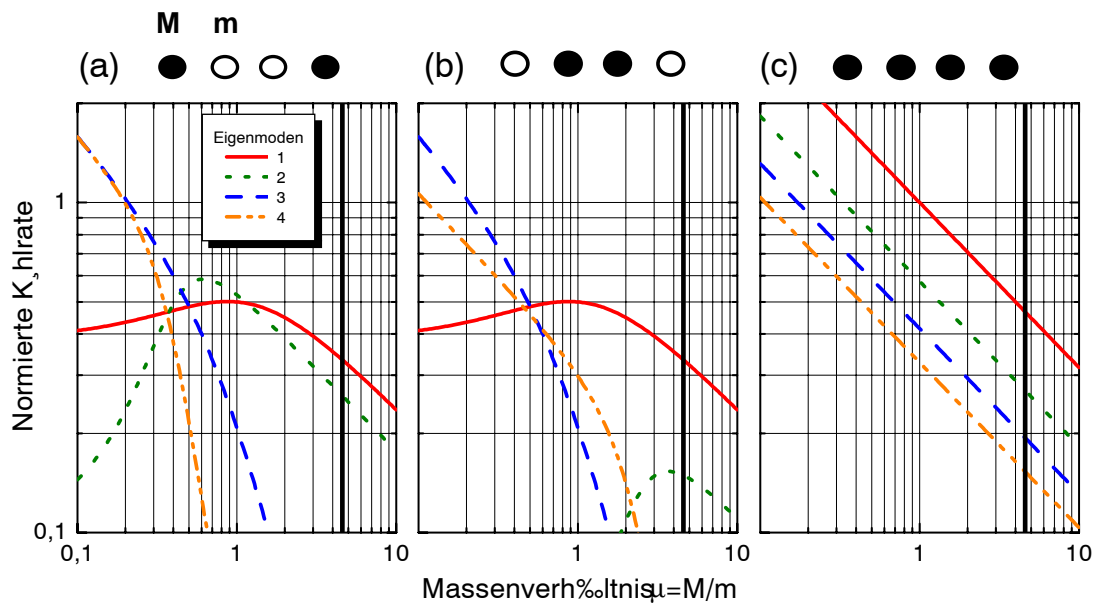 M m
(a) (b) (c)
Eigenmoden
1
2
3
4
Normierte K¸hlrate
1
0,1
0,1 1 10
1 10
1 10
Massenverh‰ltnisµ=M/m